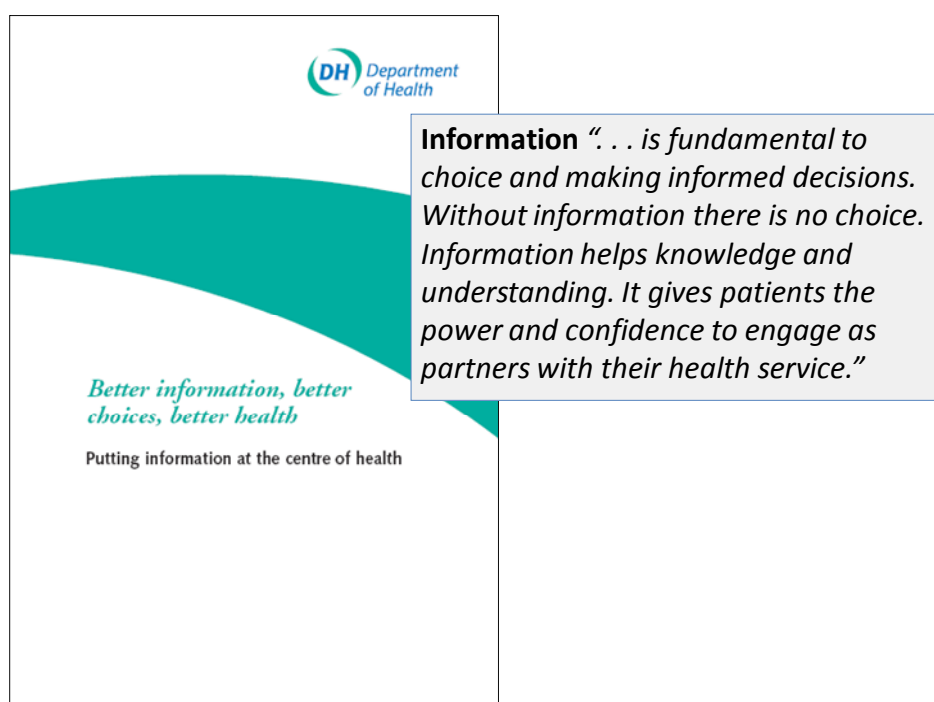 DH Department
of Health
Information “. . . is fundamental to
choice and making informed decisions.
Without information there is no choice.
Information helps knowledge and
understanding. It gives patients the
power and confidence to engage as
partners with their health service.”
Better information, better
choices, better health
Putting information at the centre of health